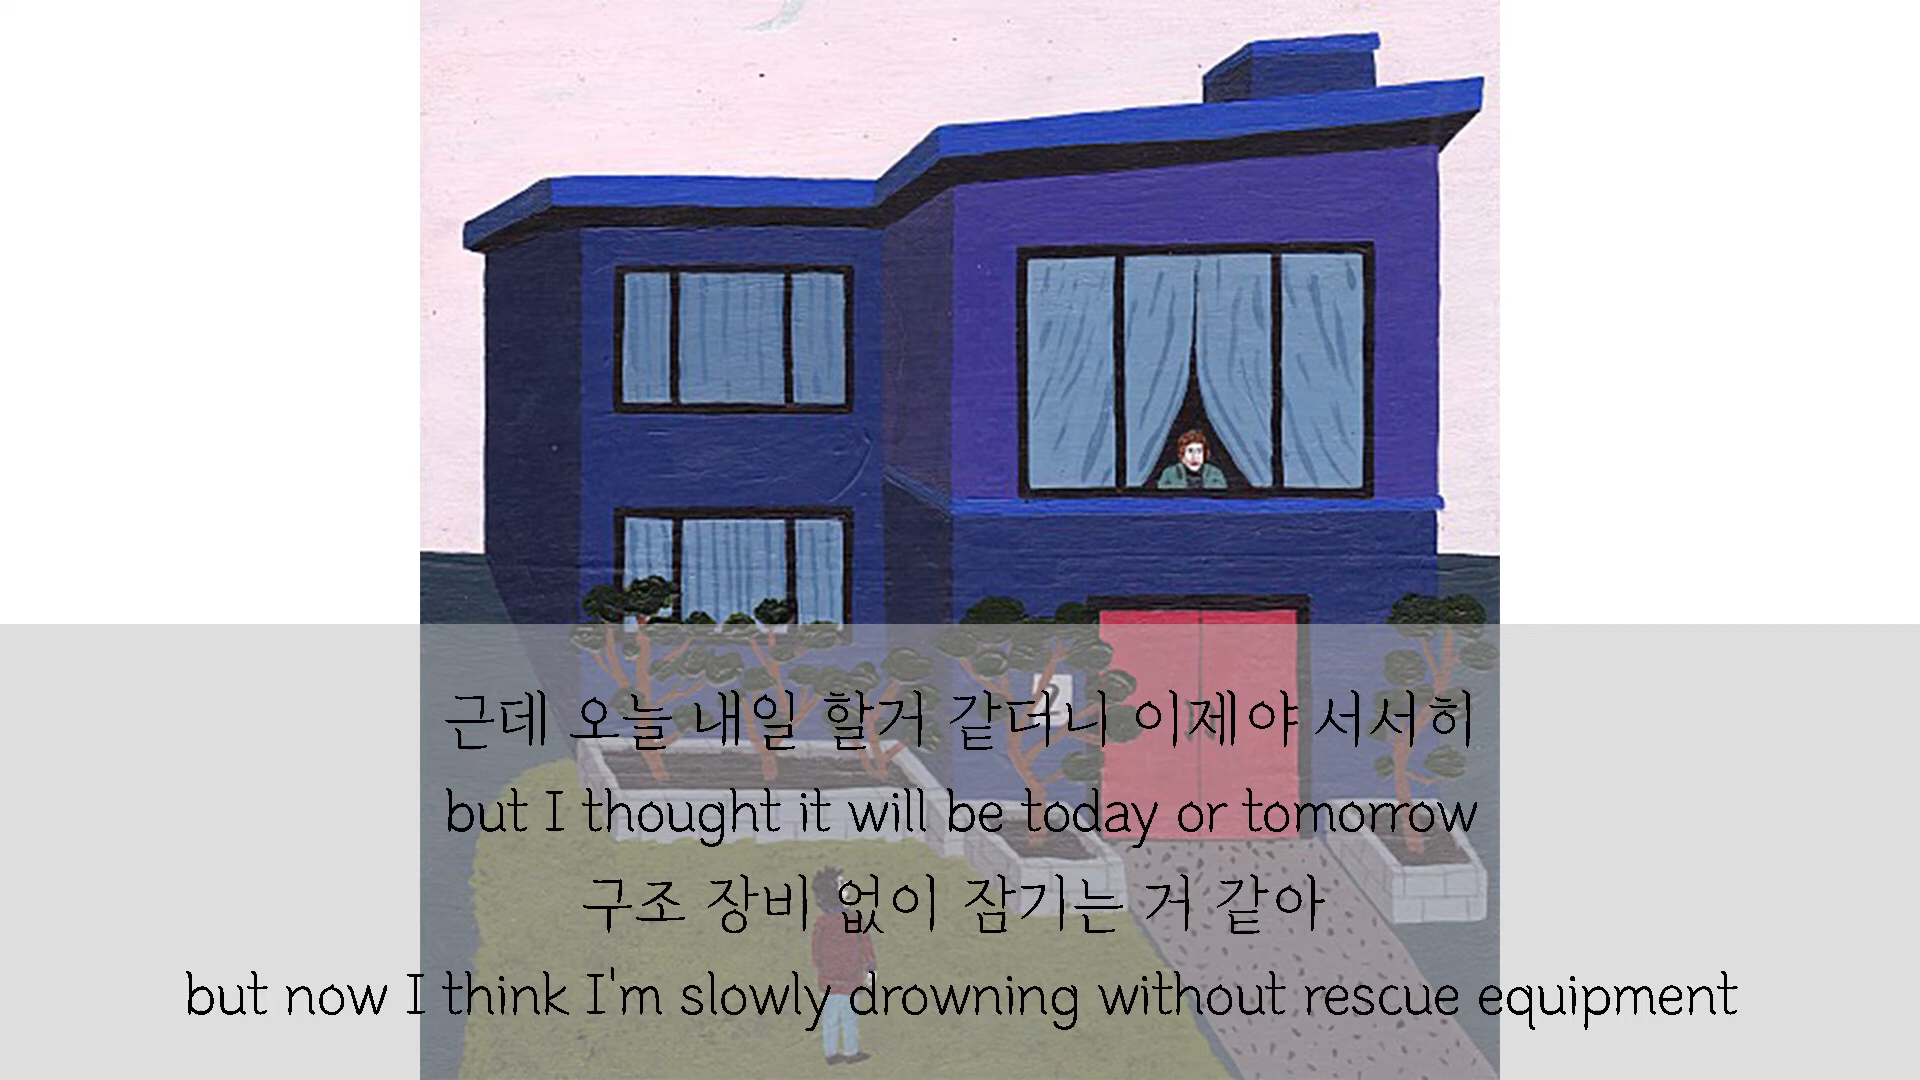 2
근데 오늘 내일 할거 같더니 이제야 서서히
but I thought it will be today or tomorrow
구조 장비 없이 잠기는 거 같아
but now I think I'm slowly drowning without rescue equipment